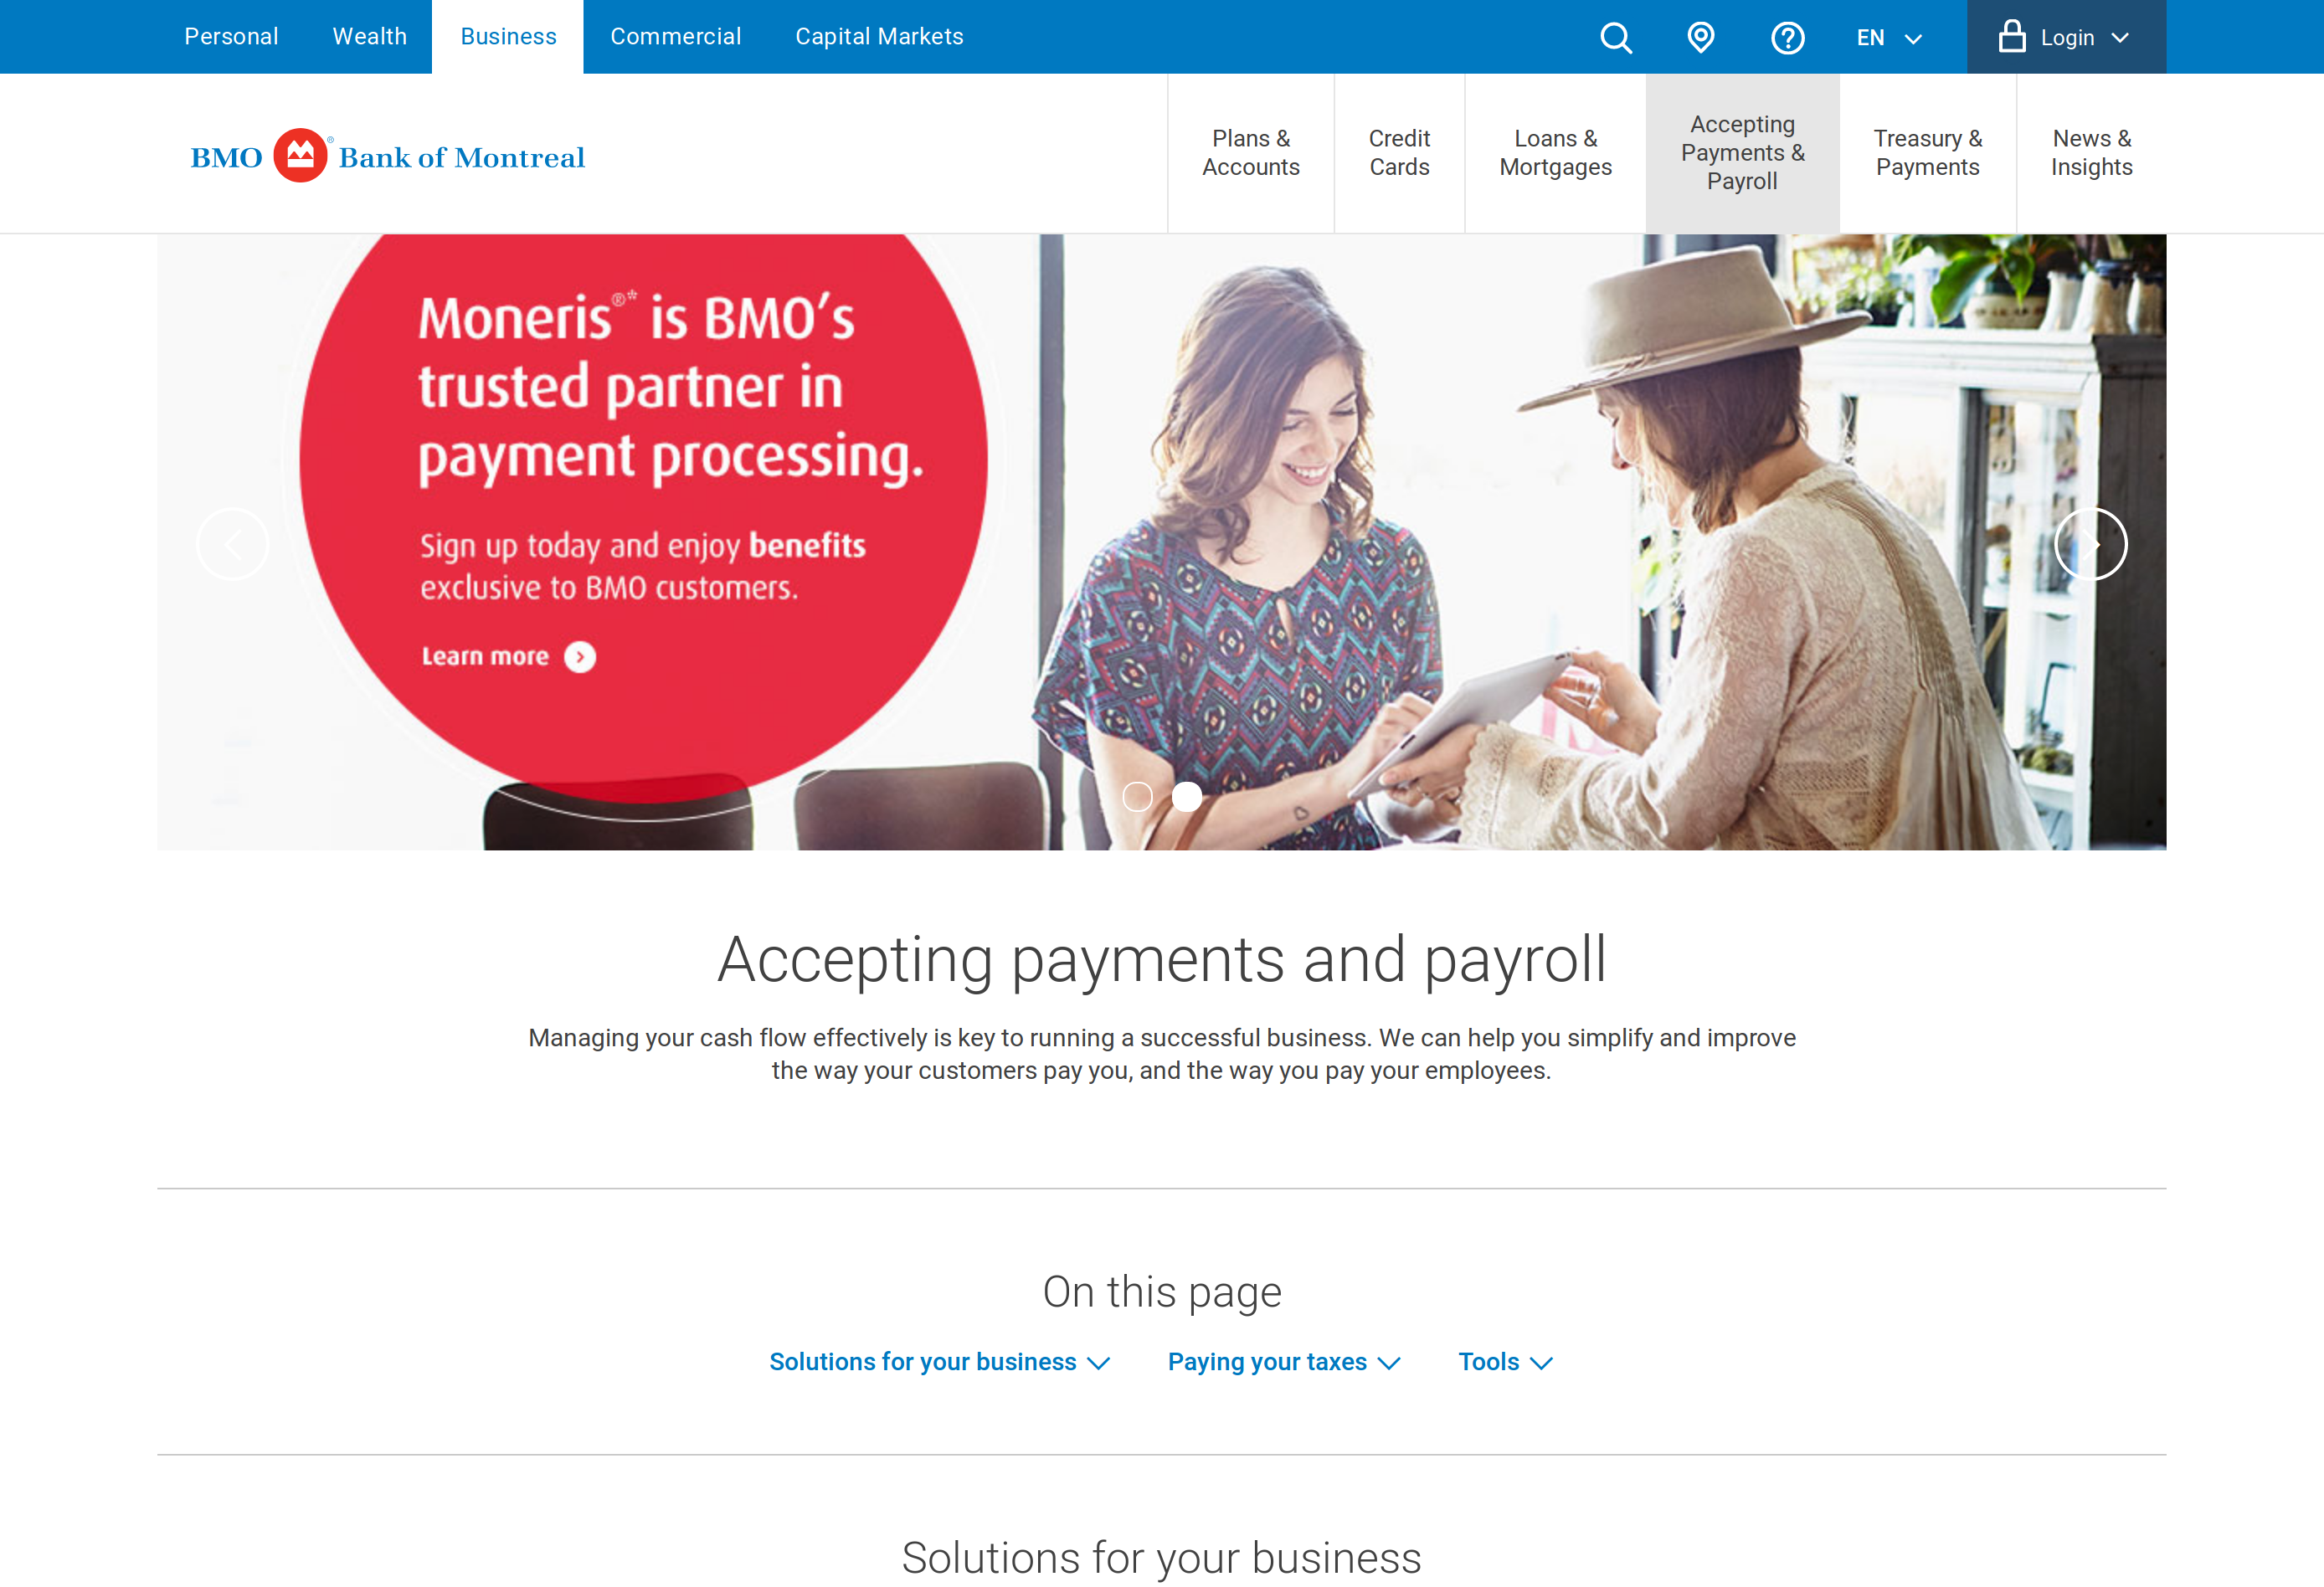 Personal
Wealth
Business
Commercial
Capital Markets
EN
Login
BMO ® Bank of Montreal
Plans &
Accounts
Credit
Cards
Loans &
Mortgages
Accepting
Payments &
Payroll
Treasury &
Payments
News &
Insights
Moneris®* is BMO's
trusted partner in
payment processing.
Sign up today and enjoy benefits
exclusive to BMO customers.
Learn more
Accepting payments and payroll
Managing your cash flow effectively is key to running a successful business. We can help you simplify and improve
the way your customers pay you, and the way you pay your employees.
On this page
Solutions for your business
Paying your taxes
Tools
Solutions for your business